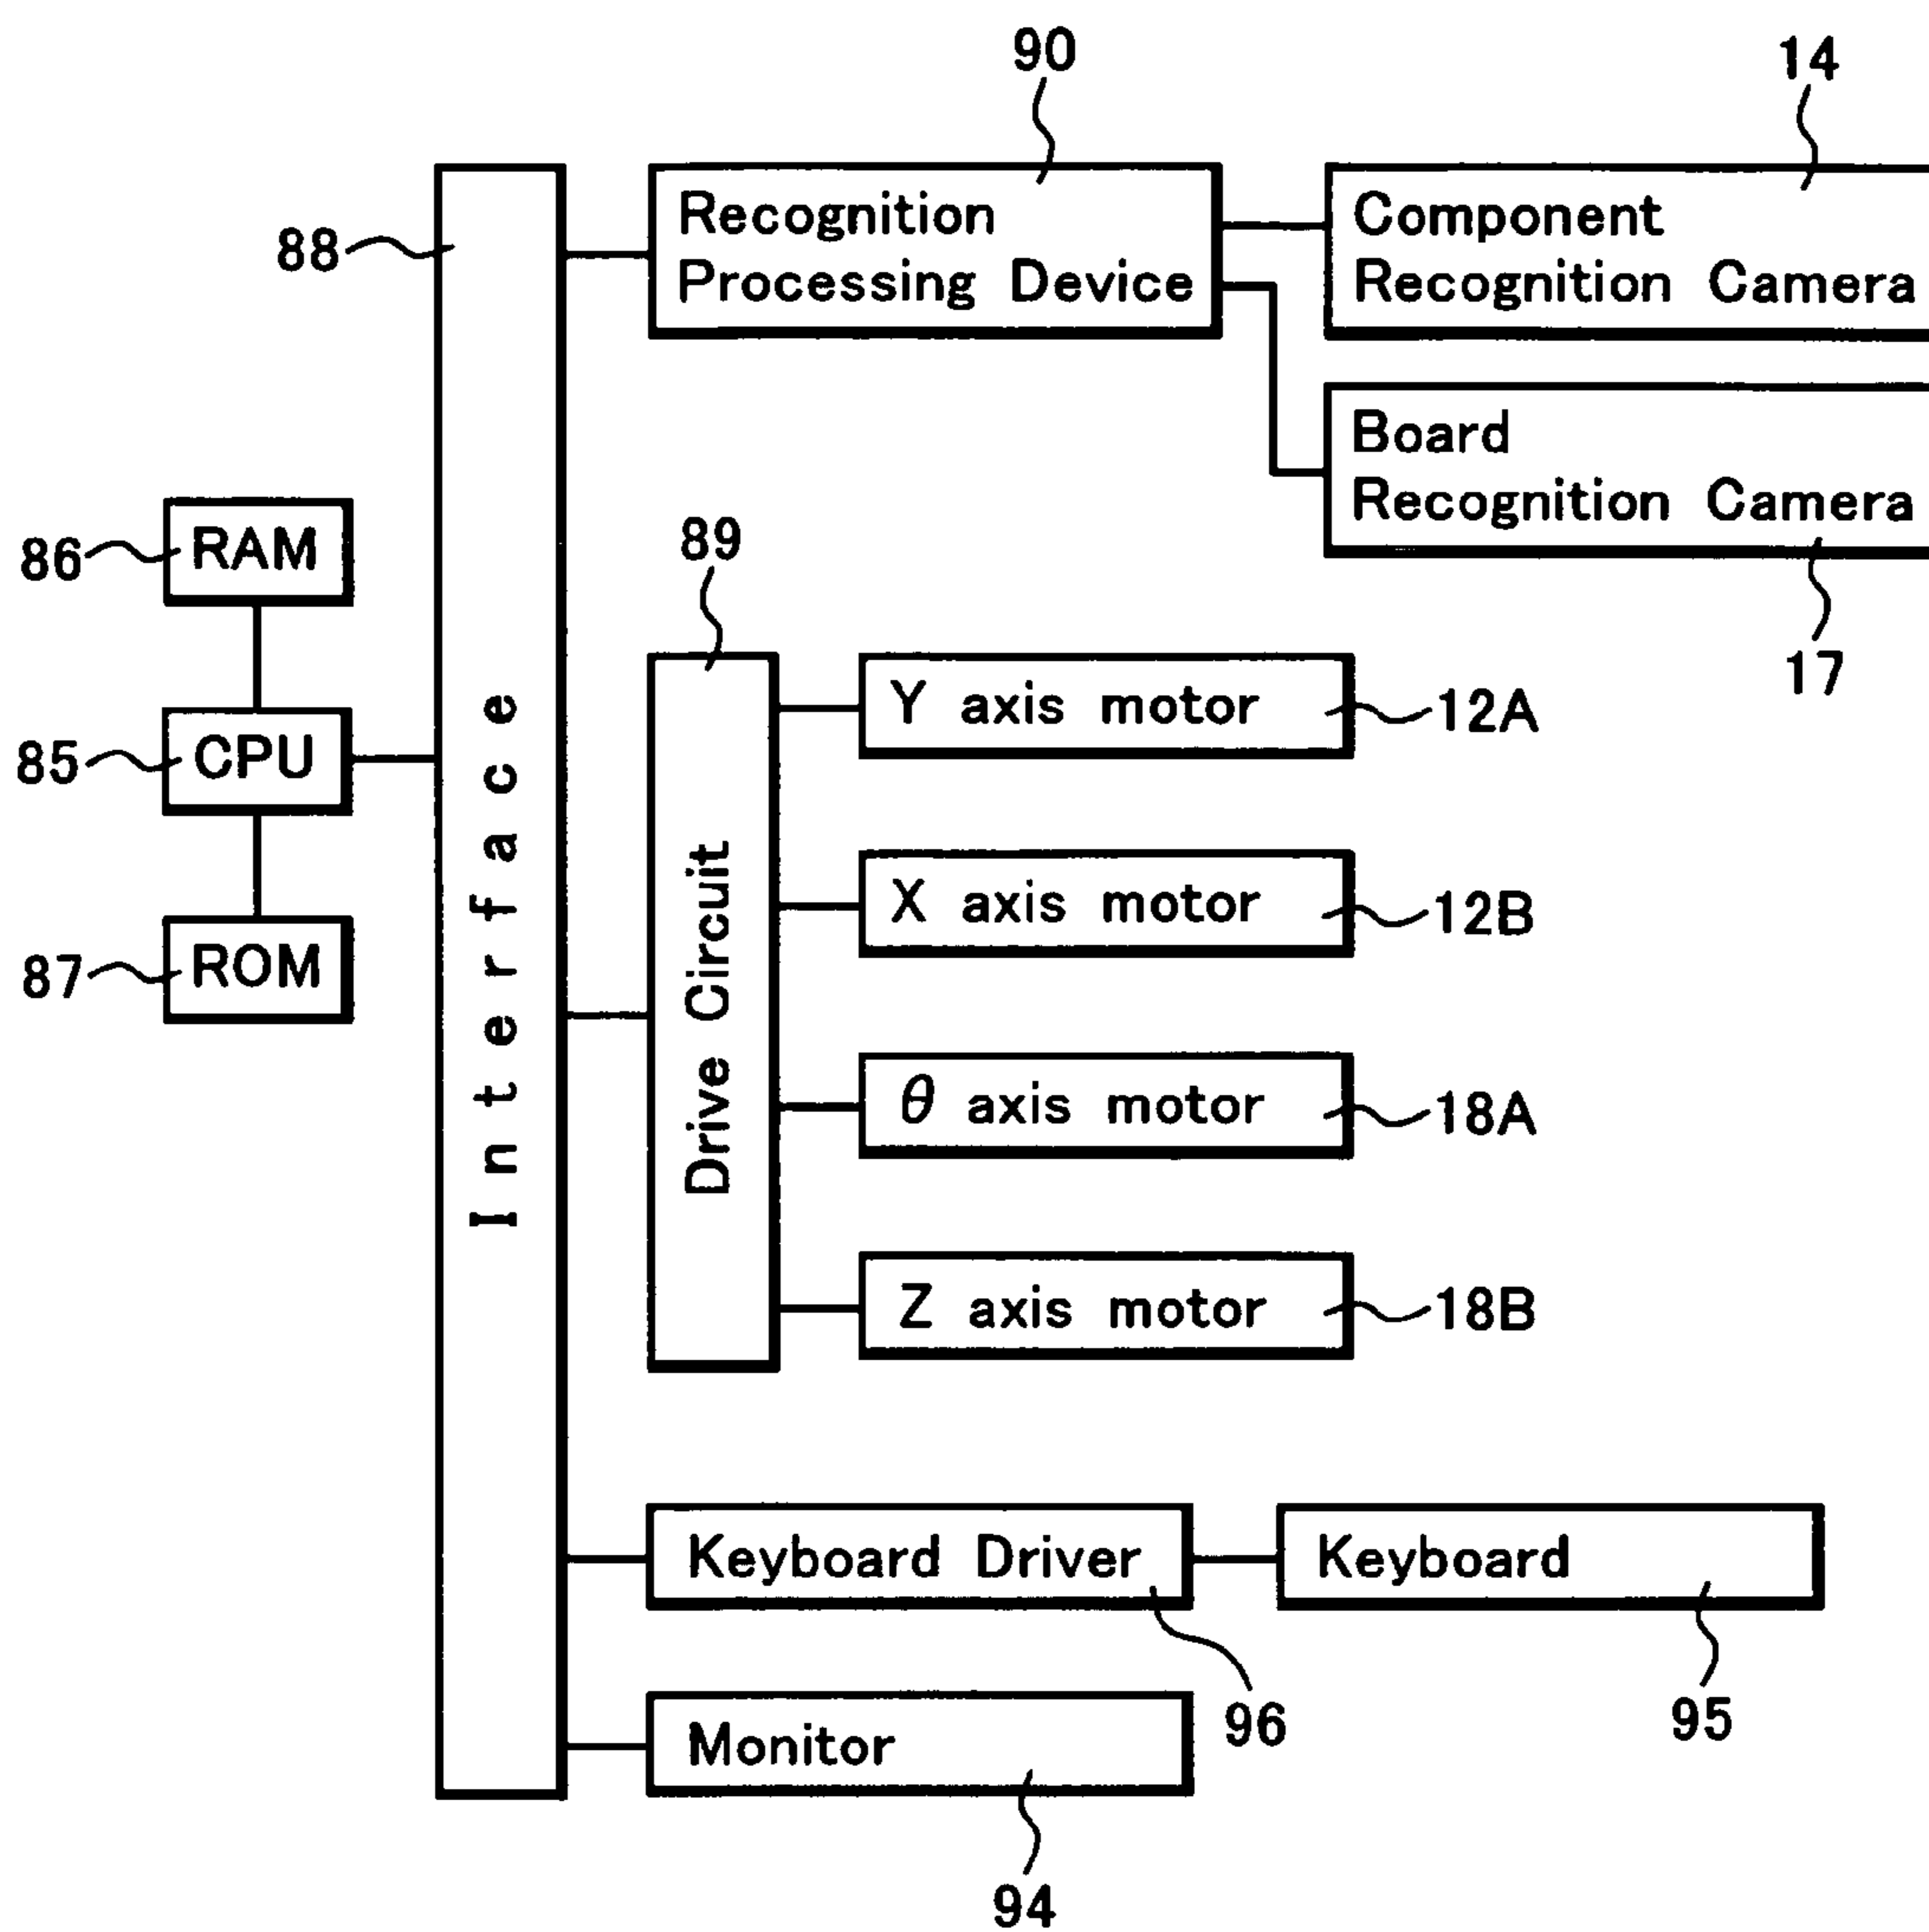 90
14
88
Recognition
Processing Device
Component
Recognition Camera
Board
Recognition Camera
17
86
RAM
85
CPU
87
ROM
Interface
89
Drive Circuit
Y axis motor
12A
X axis motor
12B
θ axis motor
18A
Z axis motor
18B
Keyboard Driver
96
Keyboard
95
Monitor
94